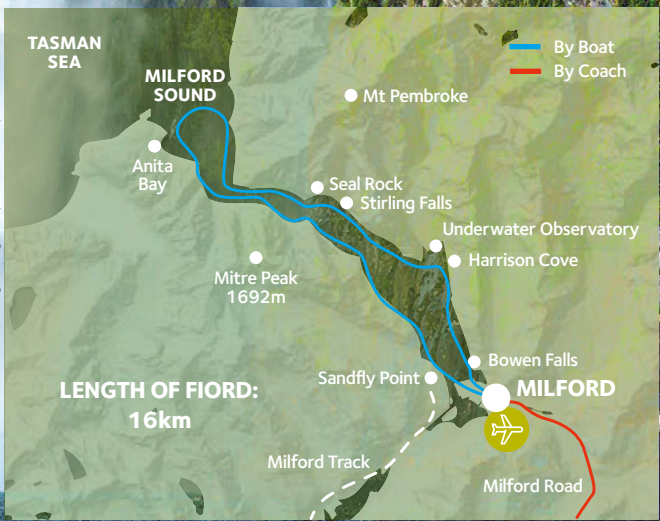 TASMAN
SEA
MILFORD
SOUND
By Boat
By Coach
Mt Pembroke
Anita
Bay
Seal Rock
Stirling Falls
Underwater Observatory
Harrison Cove
Mitre Peak
1692m
Bowen Falls
Sandfly Point
MILFORD
LENGTH OF FIORD:
16km
Milford Track
Milford Road